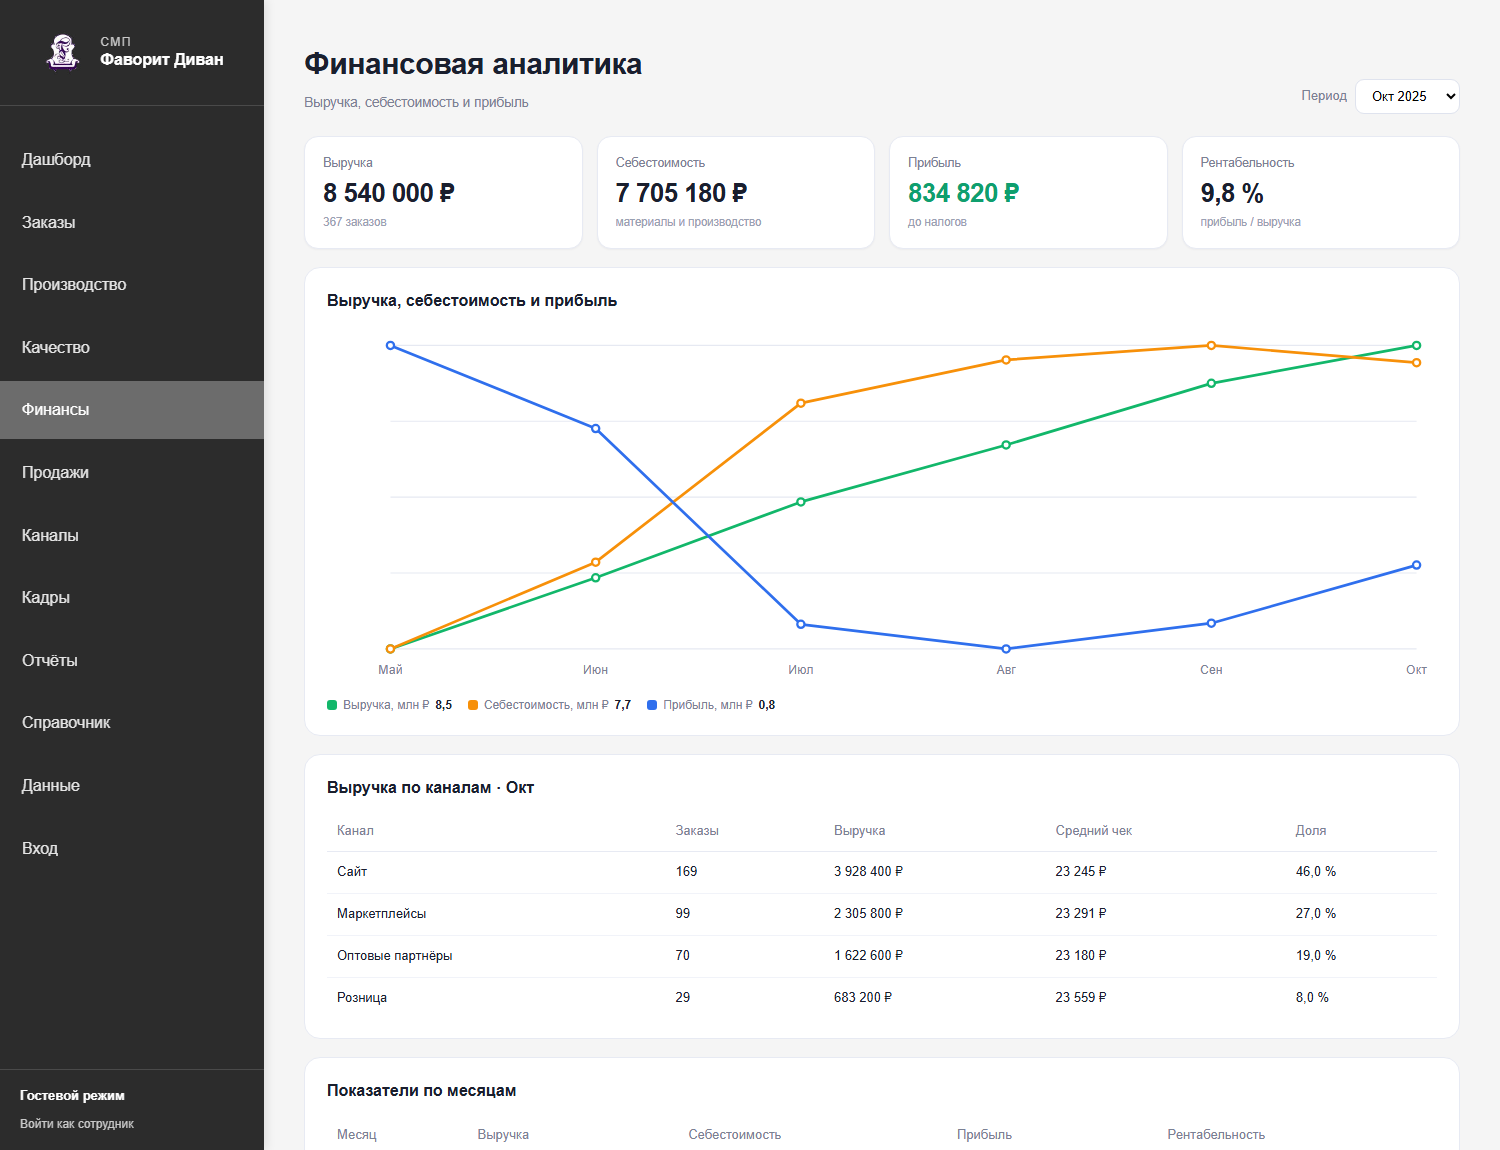 СМП
Фаворит Диван
Дашборд
Заказы
Производство
Качество
Финансы
Продажи
Каналы
Кадры
Отчёты
Справочник
Данные
Вход
Гостевой режим
Войти как сотрудник
Финансовая аналитика
Выручка, себестоимость и прибыль
Период Окт 2025
Выручка
8 540 000 ₽
367 заказов
Себестоимость
7 705 180 ₽
материалы и производство
Прибыль
834 820 ₽
до налогов
Рентабельность
9,8 %
прибыль / выручка
Выручка, себестоимость и прибыль
Май Июн Июл Авг Сен Окт
Выручка, млн ₽ 8,5 Себестоимость, млн ₽ 7,7 Прибыль, млн ₽ 0,8
Выручка по каналам · Окт
Канал Заказы Выручка Средний чек Доля
Сайт 169 3 928 400 ₽ 23 245 ₽ 46,0 %
Маркетплейсы 99 2 305 800 ₽ 23 291 ₽ 27,0 %
Оптовые партнёры 70 1 622 600 ₽ 23 180 ₽ 19,0 %
Розница 29 683 200 ₽ 23 559 ₽ 8,0 %
Показатели по месяцам
Месяц Выручка Себестоимость Прибыль Рентабельность